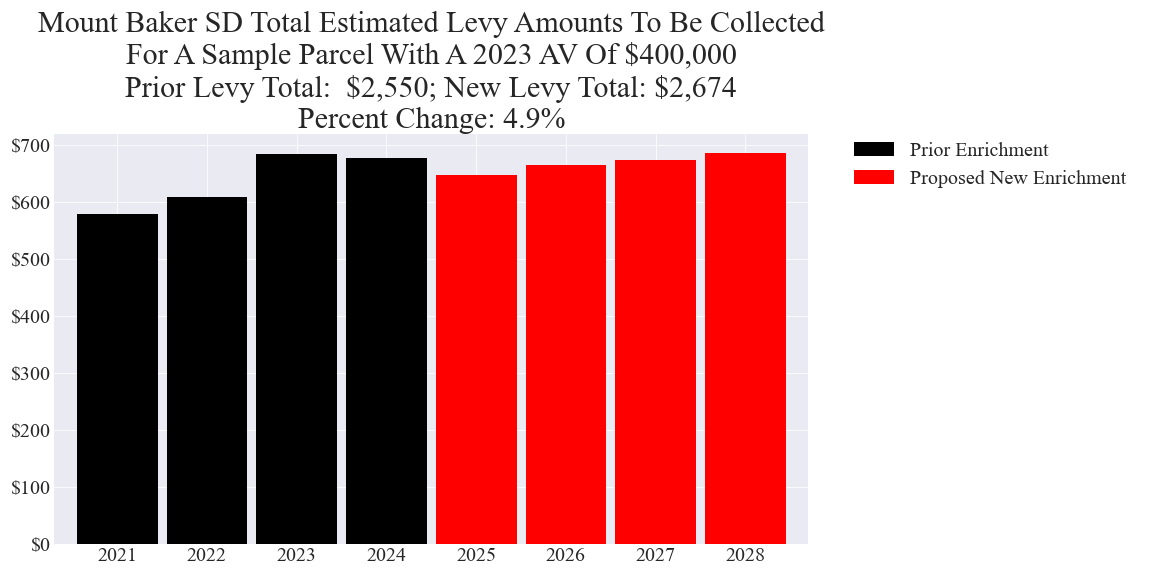 Mount Baker SD Total Estimated Levy Amounts To Be Collected
For A Sample Parcel With A 2023 AV Of $400,000
Prior Levy Total:  $2,550; New Levy Total: $2,674
Percent Change: 4.9%
$700
$600
$500
$400
$300
$200
$100
$0
2021 2022 2023 2024 2025 2026 2027 2028
Prior Enrichment
Proposed New Enrichment